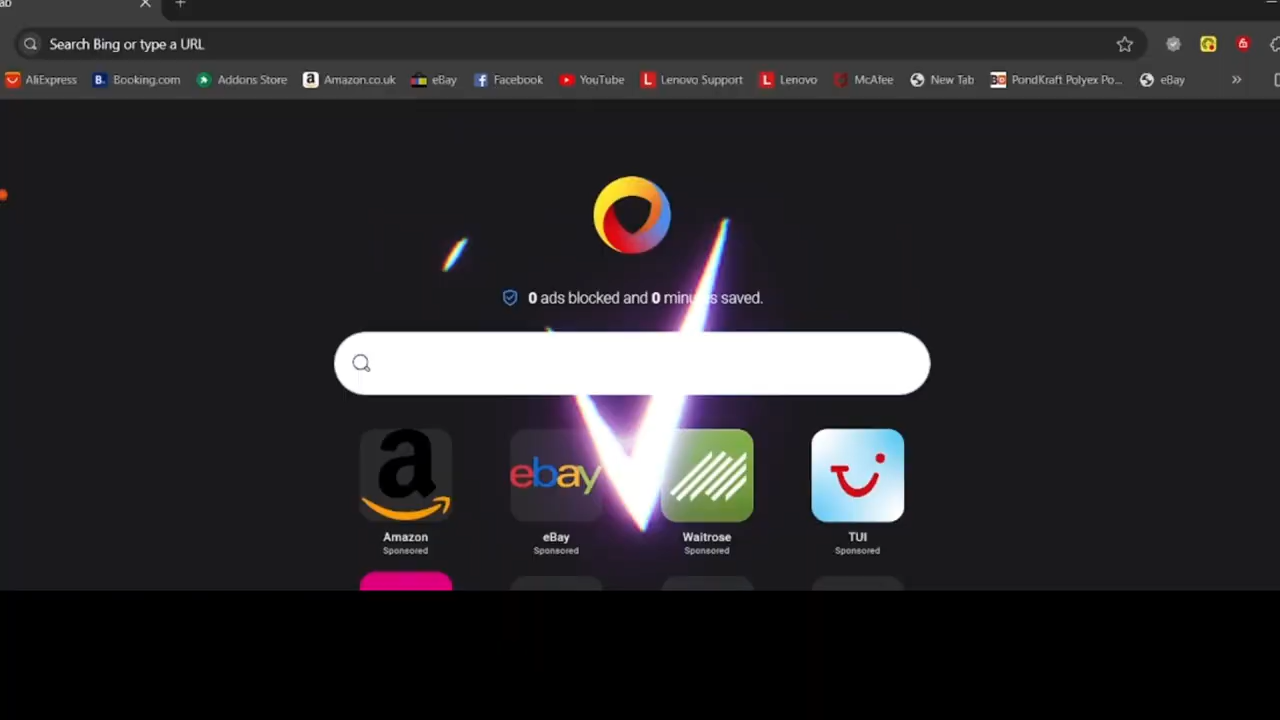 ab
Search Bing or type a URL
AliExpress Booking.com Addons Store Amazon.co.uk eBay Facebook YouTube Lenovo Support Lenovo McAfee New Tab PondKraft Polyex Po... eBay
0 ads blocked and 0 minutes saved.
a ebay
Amazon eBay Waitrose TUI
Sponsored Sponsored Sponsored Sponsored